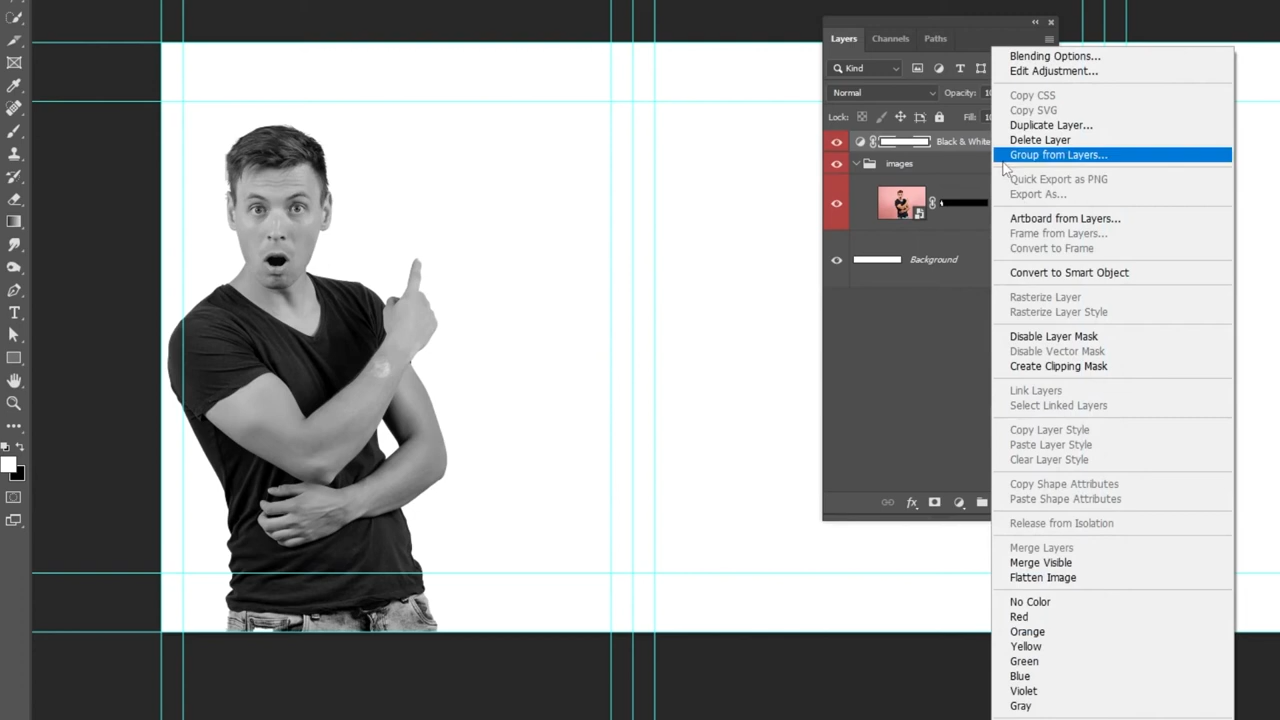 Layers Channels Paths
Kind
Normal Opacity: 10
Lock: Fill: 10
Black & White
images
Background
fx
Blending Options...
Edit Adjustment...
Copy CSS
Copy SVG
Duplicate Layer...
Delete Layer
Group from Layers...
Quick Export as PNG
Export As...
Artboard from Layers...
Frame from Layers...
Convert to Frame
Convert to Smart Object
Rasterize Layer
Rasterize Layer Style
Disable Layer Mask
Disable Vector Mask
Create Clipping Mask
Link Layers
Select Linked Layers
Copy Layer Style
Paste Layer Style
Clear Layer Style
Copy Shape Attributes
Paste Shape Attributes
Release from Isolation
Merge Layers
Merge Visible
Flatten Image
No Color
Red
Orange
Yellow
Green
Blue
Violet
Gray